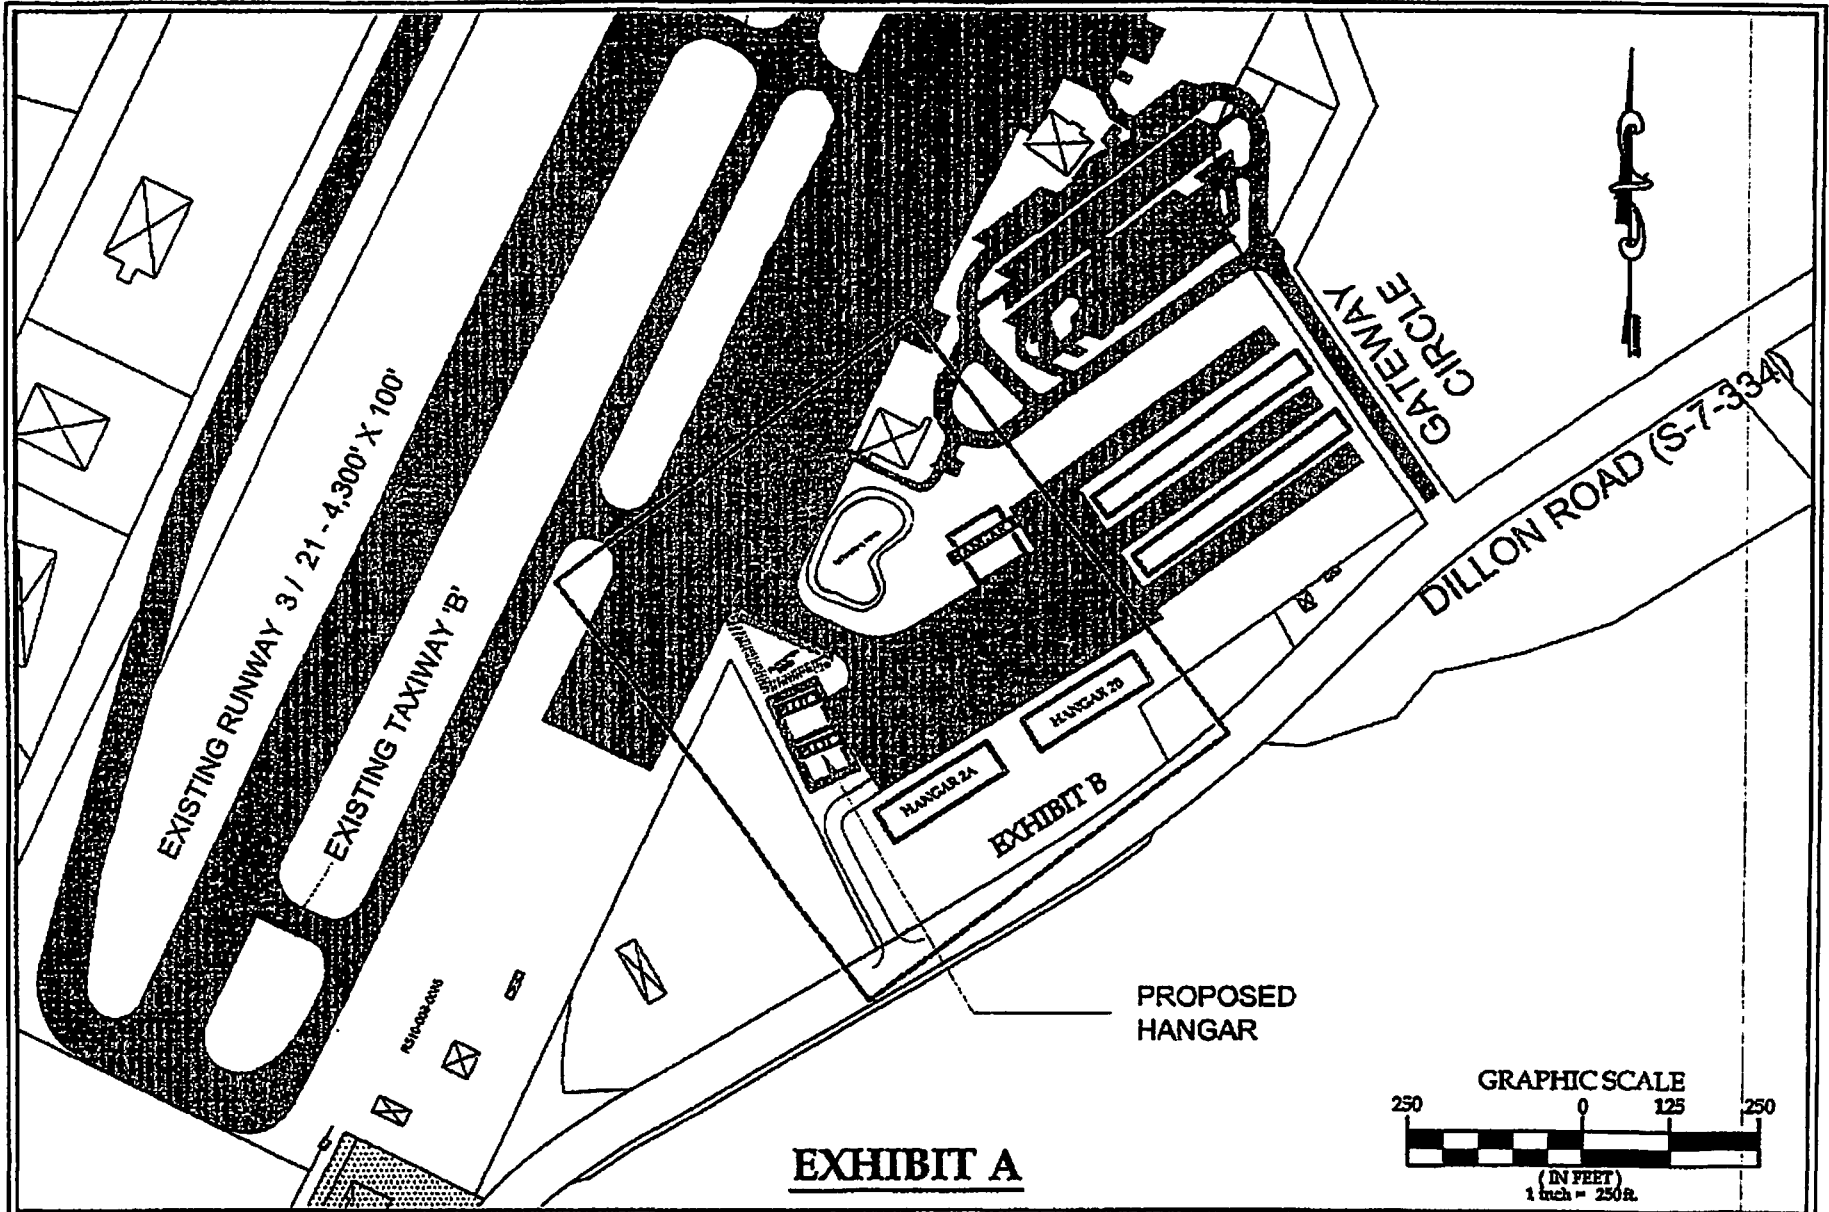 GATEWAY
CIRCLE
DILLON ROAD (S-7-334)
EXISTING RUNWAY 3 / 21 - 4,300' X 100'
EXISTING TAXIWAY 'B'
HANGAR 2B
HANGAR 2A
EXHIBIT B
PROPOSED
HANGAR
EXHIBIT A
GRAPHIC SCALE
250 0 125 250
( IN FEET )
1 inch = 250 ft.